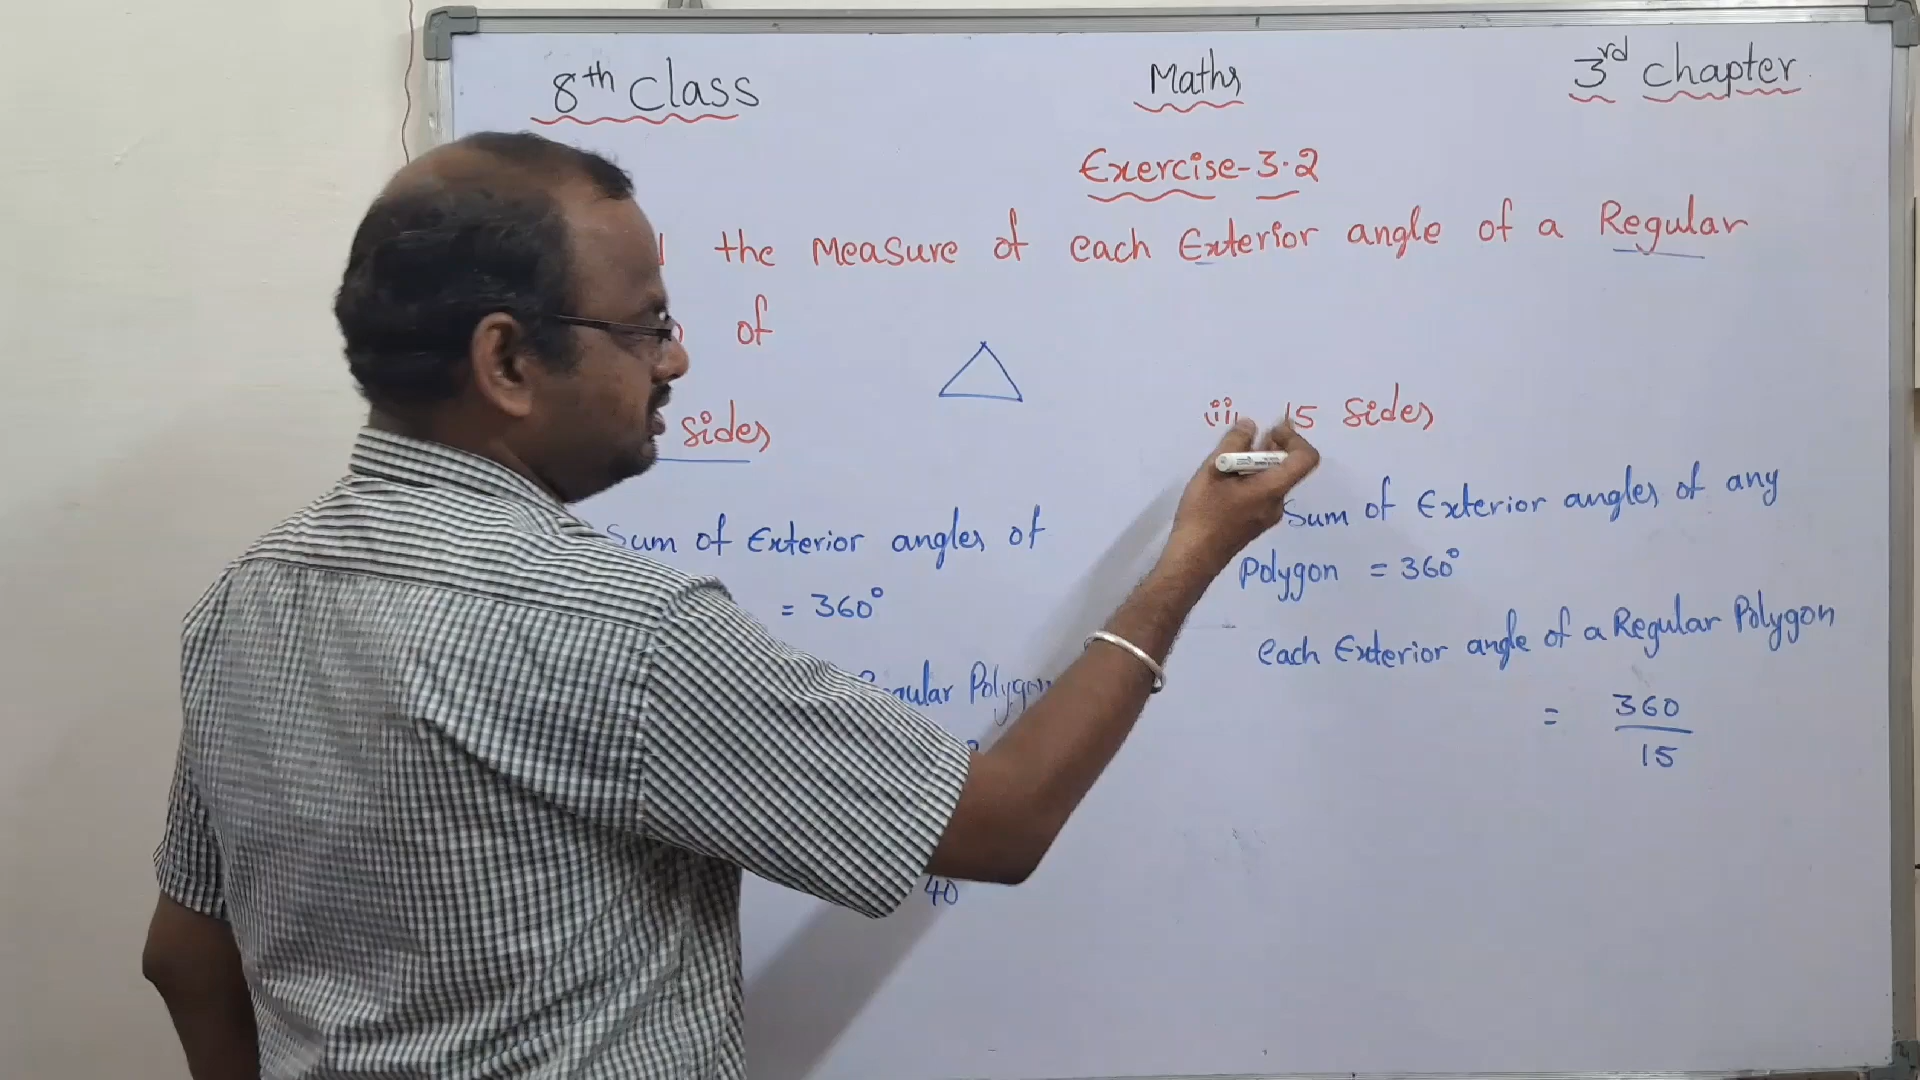 8th Class
Maths
3rd chapter
Exercise-3.2
the Measure of each Exterior angle of a Regular
of
sides
(ii) 15 Sides
Sum of Exterior angles of
= 360°
Regular Polygon
40
Sum of Exterior angles of any
Polygon = 360°
each Exterior angle of a Regular Polygon
= 360
15